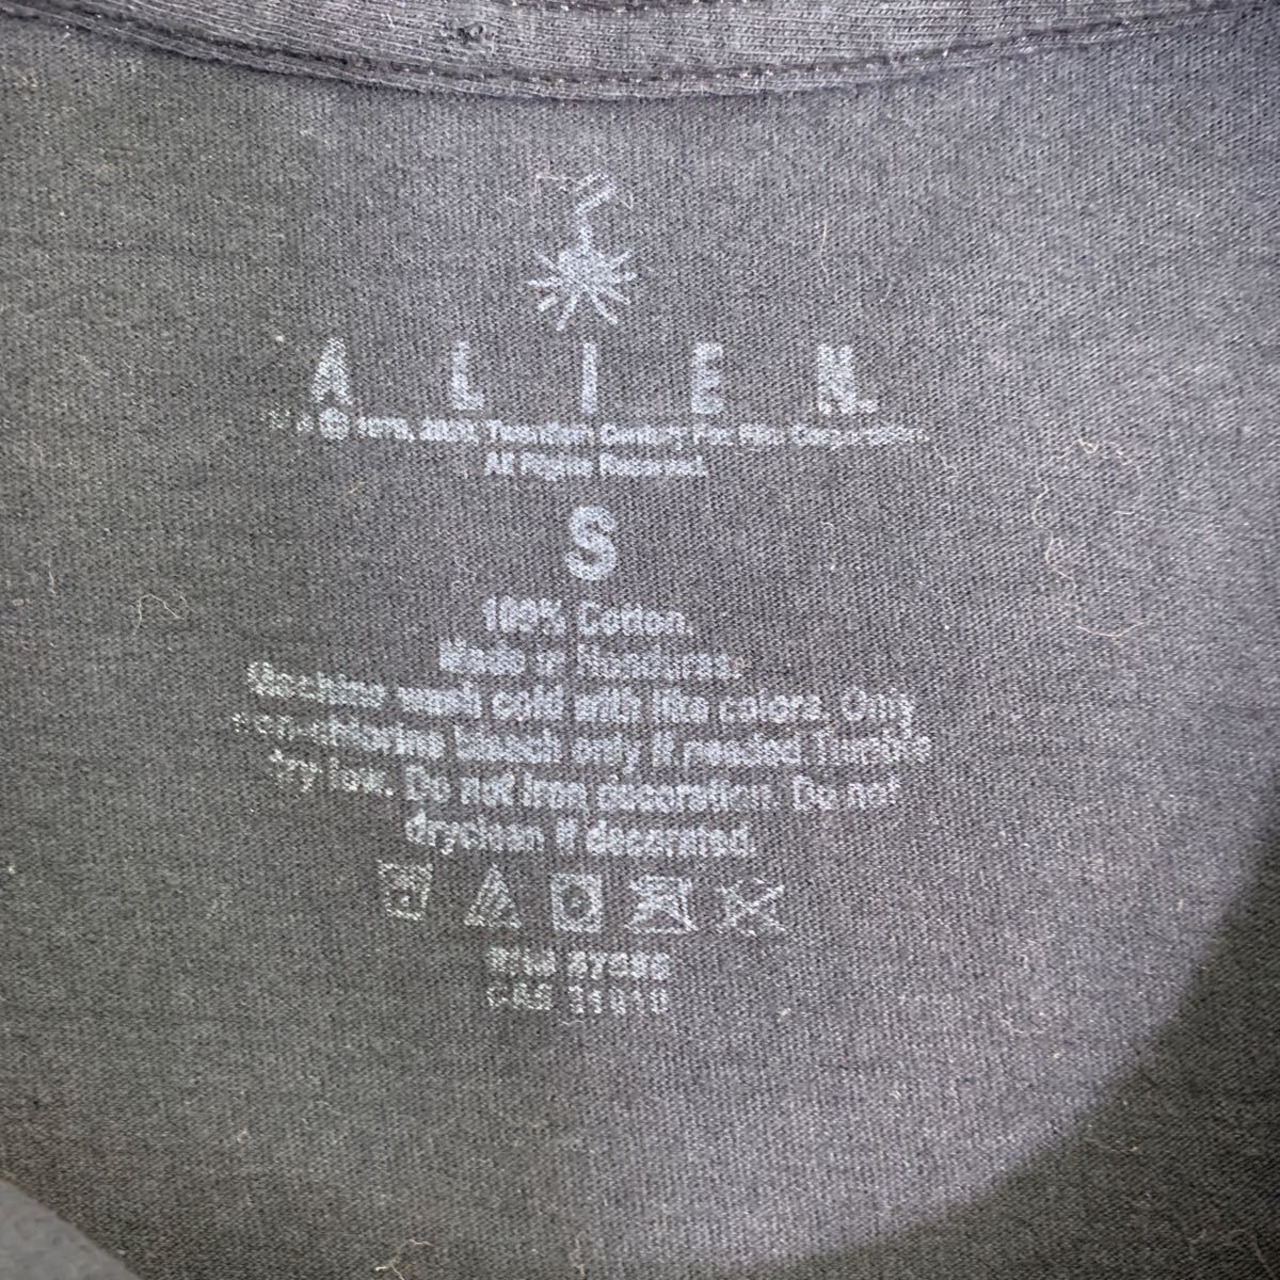 A L I E N
1979, Twentieth Century Fox Film Corporation.
All Rights Reserved.
S
100% Cotton.
Made in Honduras.
Machine wash cold with like colors. Only
non-chlorine bleach only if needed Tumble
dry low. Do not iron decoration. Do not
dryclean if decorated.